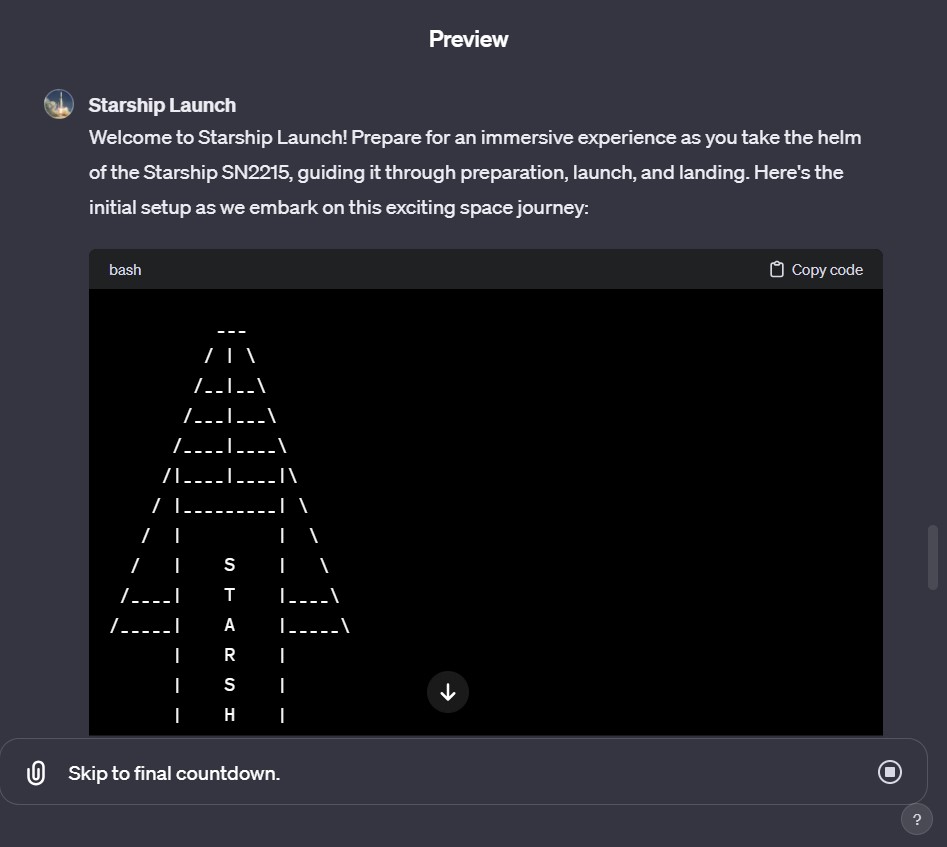 Preview
Starship Launch
Welcome to Starship Launch! Prepare for an immersive experience as you take the helm
of the Starship SN2215, guiding it through preparation, launch, and landing. Here's the
initial setup as we embark on this exciting space journey:
bash Copy code
---
/ | \
/__|__\
/___|___\
/____|____\
/|____|____|\
/ |_________| \
/  |         |  \
/   |    S    |   \
/____|    T    |____\
/_____|    A    |_____\
|    R    |
|    S    |
|    H    |
Skip to final countdown.
?